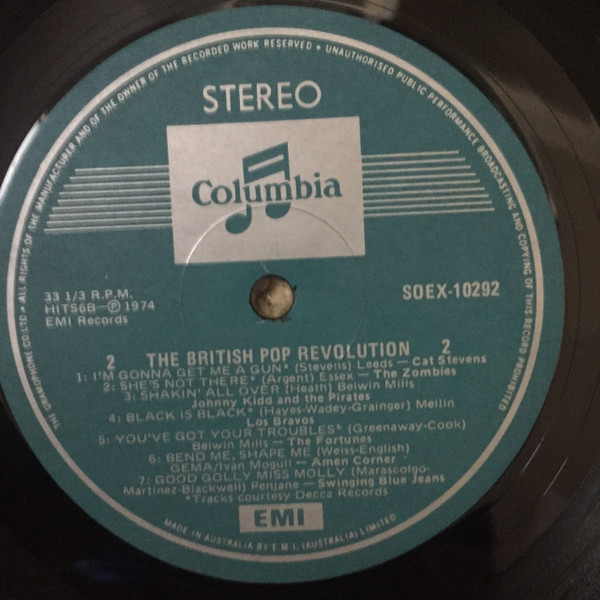 THE GRAMOPHONE CO. LTD. • ALL RIGHTS OF THE MANUFACTURER AND OF THE OWNER OF THE RECORDED WORK RESERVED • UNAUTHORISED PUBLIC PERFORMANCE BROADCASTING AND COPYING OF THIS RECORD PROHIBITED
STEREO
Columbia
33 1/3 R.P.M.
HITS6B—Ⓟ 1974
EMI Records
SOEX-10292
2 THE BRITISH POP REVOLUTION 2
1: I'M GONNA GET ME A GUN* (Stevens) Leeds — Cat Stevens
2: SHE'S NOT THERE* (Argent) Essex — The Zombies
3: SHAKIN' ALL OVER (Heath) Belwin Mills
Johnny Kidd and the Pirates
4: BLACK IS BLACK* (Hayes-Wadey-Grainger) Mellin
Los Bravos
5: YOU'VE GOT YOUR TROUBLES* (Greenaway-Cook)
Belwin Mills — The Fortunes
6: BEND ME, SHAPE ME (Weiss-English)
GEMA/Ivan Mogull — Amen Corner
7: GOOD GOLLY MISS MOLLY (Marascolgo-
Martinez-Blackwell) Penjane — Swinging Blue Jeans
*Tracks courtesy Decca Records
EMI
MADE IN AUSTRALIA BY E.M.I. (AUSTRALIA) LIMITED